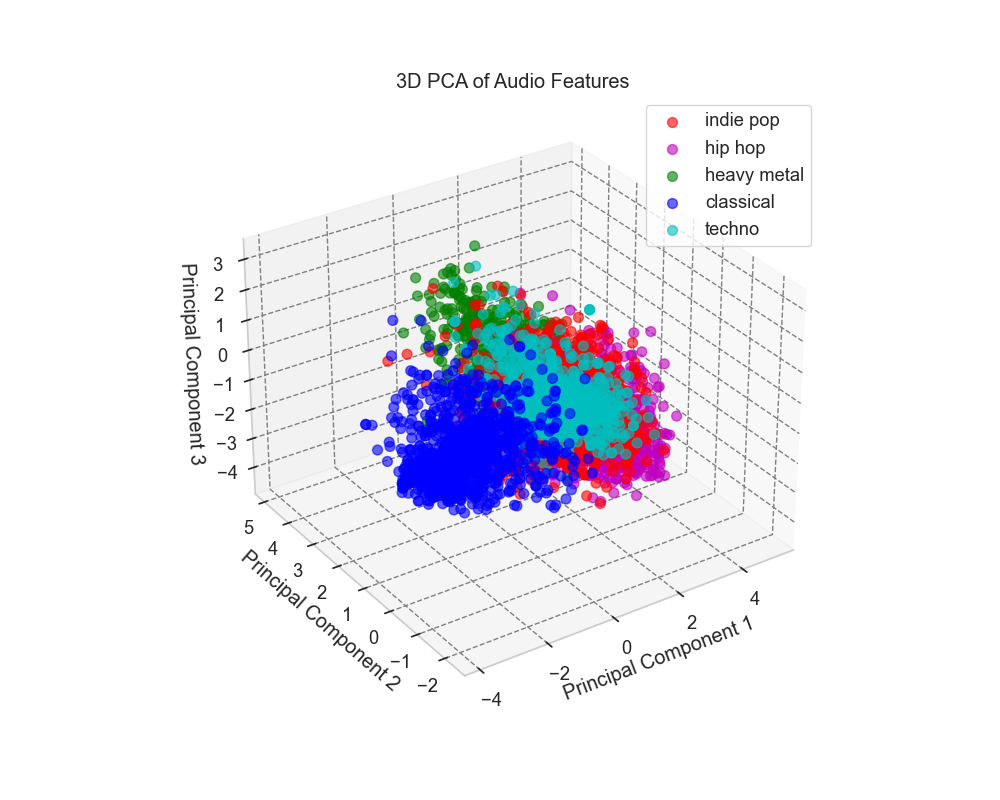 3D PCA of Audio Features
indie pop
hip hop
heavy metal
classical
techno
3
2
1
0
−1
−2
−3
−4
Principal Component 3
5
4
3
2
1
0
−1
−2
Principal Component 2
−4
−2
0
2
4
Principal Component 1